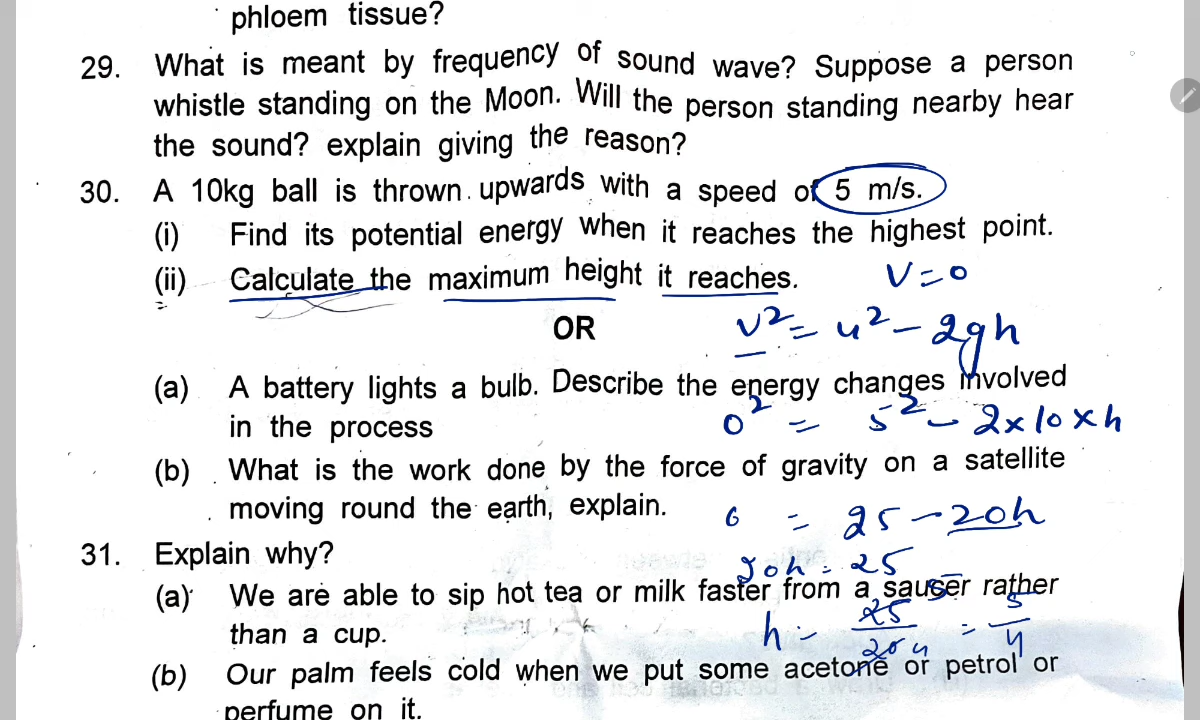 phloem tissue?
29. What is meant by frequency of sound wave? Suppose a person
whistle standing on the Moon. Will the person standing nearby hear
the sound? explain giving the reason?
30. A 10kg ball is thrown upwards with a speed of 5 m/s.
(i) Find its potential energy when it reaches the highest point.
(ii) Calculate the maximum height it reaches.
V = 0
OR
v² = u² - 2gh
(a) A battery lights a bulb. Describe the energy changes involved
in the process
0² = 5² - 2×10×h
(b) What is the work done by the force of gravity on a satellite
moving round the earth, explain.
0 = 25 - 20h
31. Explain why?
20h = 25
(a) We are able to sip hot tea or milk faster from a sauser rather
than a cup.
h = 25/20 = 5/4
(b) Our palm feels cold when we put some acetone or petrol or
perfume on it.